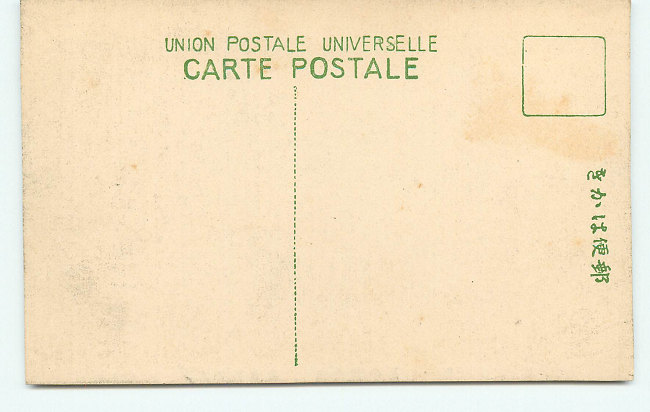 UNION POSTALE UNIVERSELLE
CARTE POSTALE
郵便はかき